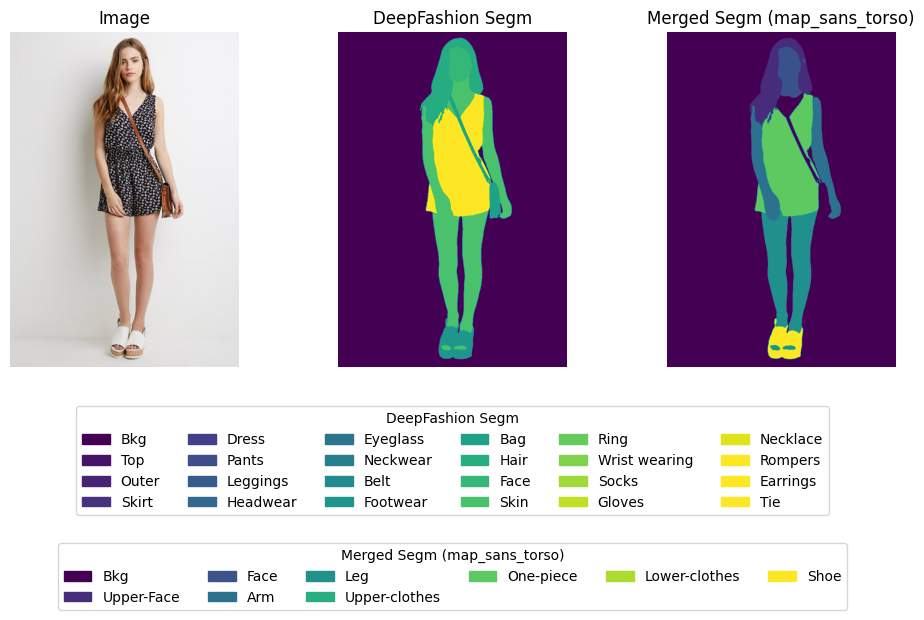 Image
DeepFashion Segm
Merged Segm (map_sans_torso)
DeepFashion Segm
Bkg
Top
Outer
Skirt
Dress
Pants
Leggings
Headwear
Eyeglass
Neckwear
Belt
Footwear
Bag
Hair
Face
Skin
Ring
Wrist wearing
Socks
Gloves
Necklace
Rompers
Earrings
Tie
Merged Segm (map_sans_torso)
Bkg
Upper-Face
Face
Arm
Leg
Upper-clothes
One-piece
Lower-clothes
Shoe